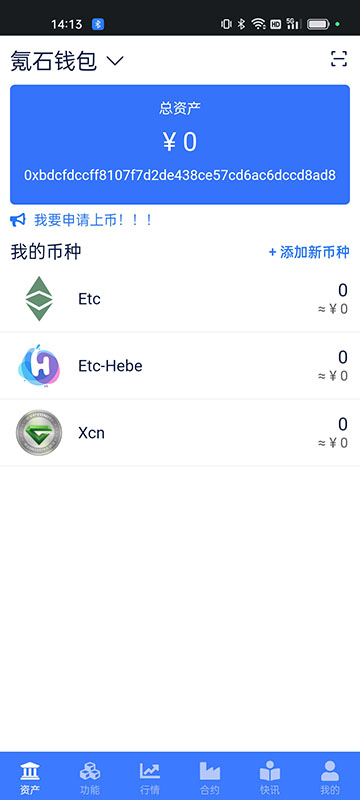 14:13
HD 5G
氪石钱包
总资产
¥ 0
0xbdcfdccff8107f7d2de438ce57cd6ac6dccd8ad8
我要申请上币！！！
我的币种
+ 添加新币种
Etc
0
≈ ¥ 0
Etc-Hebe
0
≈ ¥ 0
Xcn
0
≈ ¥ 0
资产 功能 行情 合约 快讯 我的